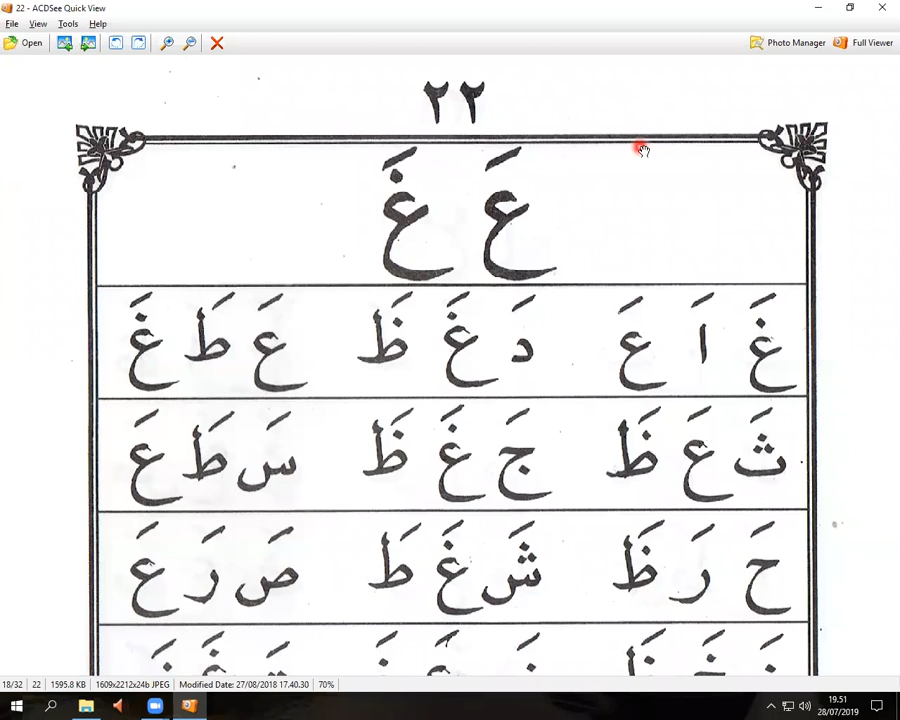 22 - ACDSee Quick View
File View Tools Help
Open Photo Manager Full Viewer
٢٢
عَ غَ
غَ اَ عَ دَ غَ ظَ عَ طَ غَ
ثَ عَ ظَ جَ غَ ظَ سَ طَ عَ
حَ رَ ظَ شَ غَ طَ صَ رَ عَ
18/32 22 1595.8 KB 1609x2212x24b JPEG Modified Date: 27/08/2018 17.40.30 70%
19.51
28/07/2019